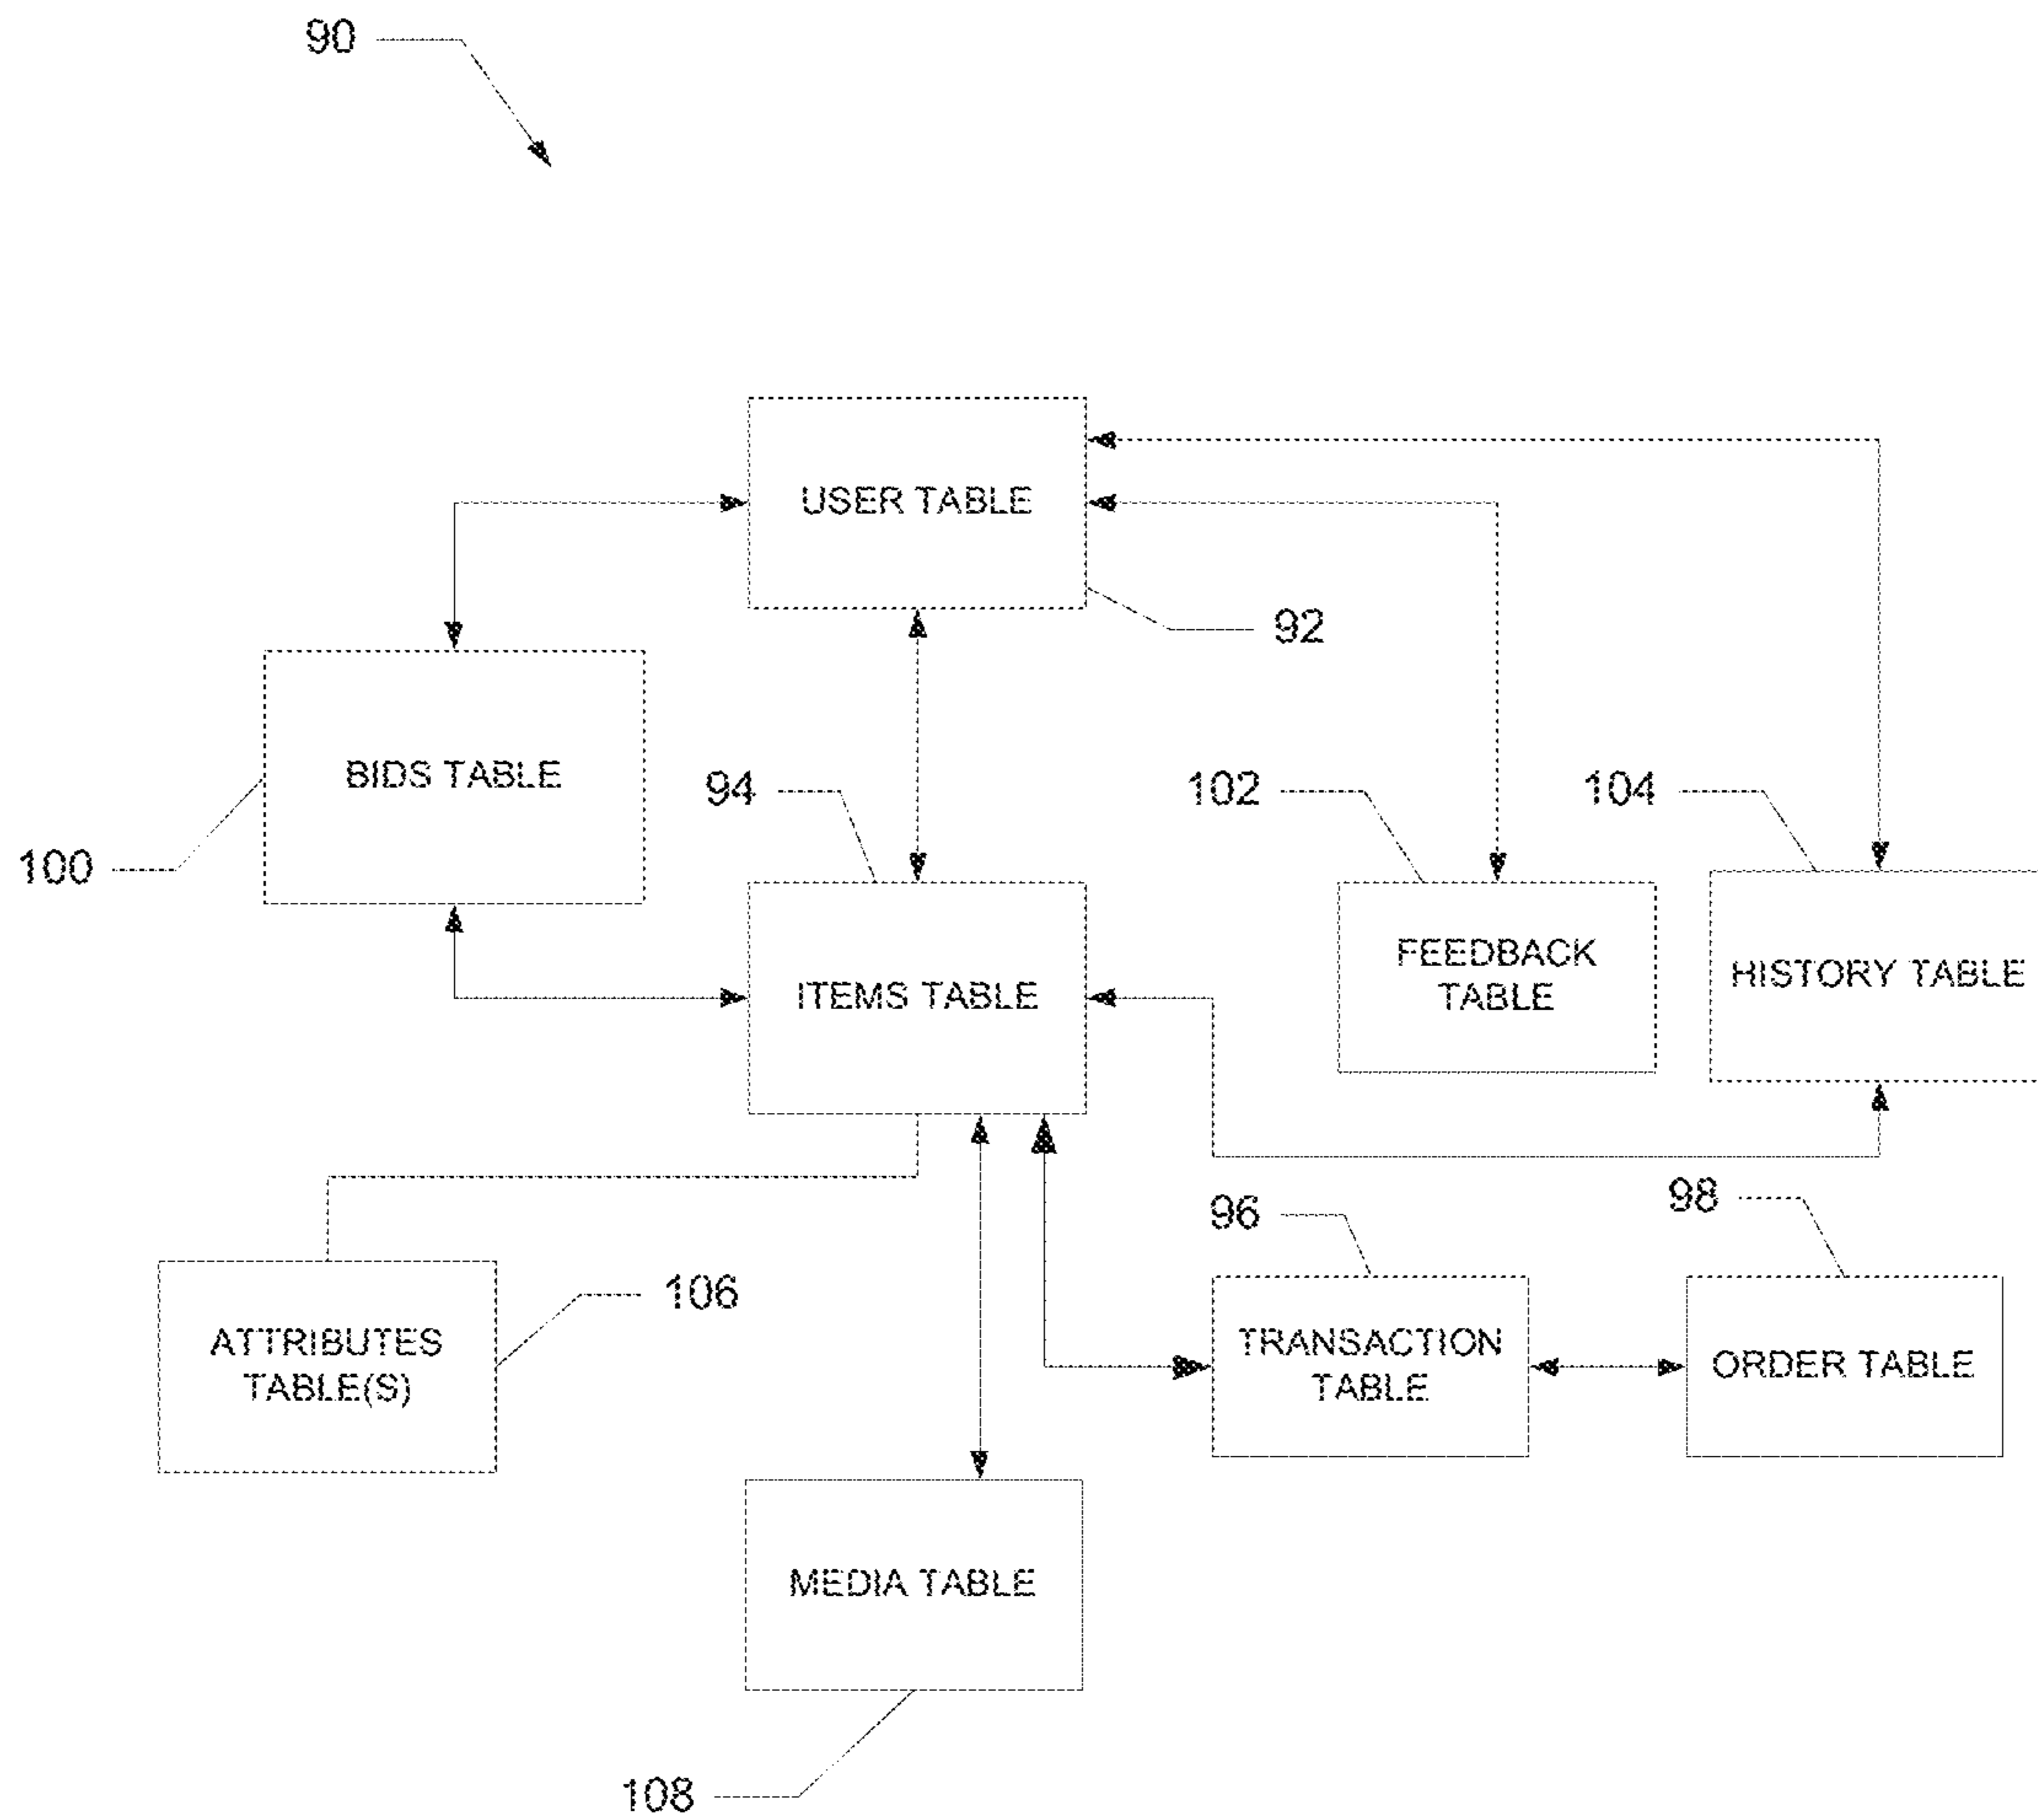 90
USER TABLE
92
BIDS TABLE
94
102
104
100
FEEDBACK
TABLE
HISTORY TABLE
ITEMS TABLE
96
98
106
ATTRIBUTES
TABLE(S)
TRANSACTION
TABLE
ORDER TABLE
MEDIA TABLE
108